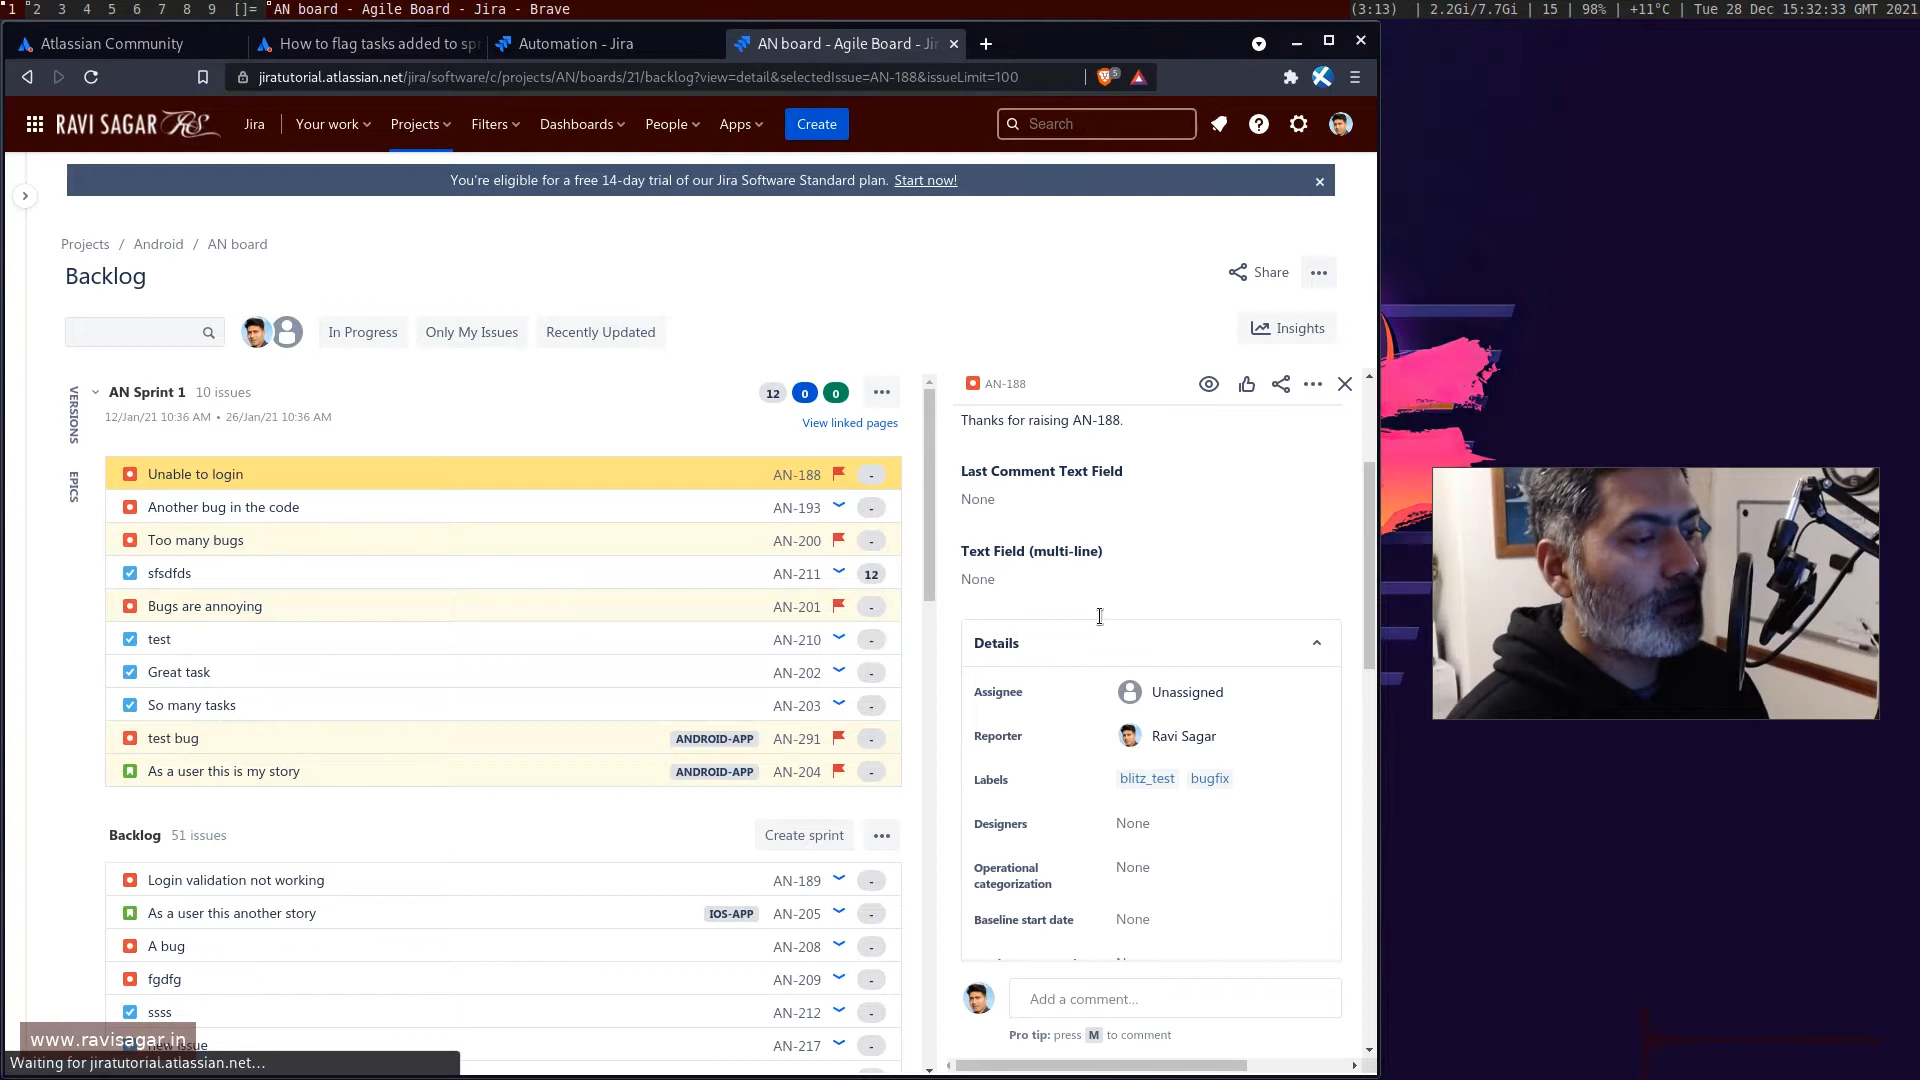 1 2 3 4 5 6 7 8 9 []= AN board - Agile Board - Jira - Brave
(3:13) | 2.2Gi/7.7Gi | 15 | 98% | +11°C | Tue 28 Dec 15:32:33 GMT 2021
Atlassian Community
How to flag tasks added to sp
Automation - Jira
AN board - Agile Board - Jir
jiratutorial.atlassian.net/jira/software/c/projects/AN/boards/21/backlog?view=detail&selectedIssue=AN-188&issueLimit=100
5
RAVI SAGAR RS
Jira
Your work
Projects
Filters
Dashboards
People
Apps
Create
Search
You're eligible for a free 14-day trial of our Jira Software Standard plan. Start now!
Projects / Android / AN board
Backlog
Share
In Progress
Only My Issues
Recently Updated
Insights
VERSIONS
EPICS
AN Sprint 1 10 issues
12 0 0
12/Jan/21 10:36 AM • 26/Jan/21 10:36 AM
View linked pages
Unable to login AN-188 -
Another bug in the code AN-193 -
Too many bugs AN-200 -
sfsdfds AN-211 12
Bugs are annoying AN-201 -
test AN-210 -
Great task AN-202 -
So many tasks AN-203 -
test bug ANDROID-APP AN-291 -
As a user this is my story ANDROID-APP AN-204 -
Backlog 51 issues
Create sprint
Login validation not working AN-189 -
As a user this another story IOS-APP AN-205 -
A bug AN-208 -
fgdfg AN-209 -
ssss AN-212 -
new issue AN-217 -
AN-188
Thanks for raising AN-188.
Last Comment Text Field
None
Text Field (multi-line)
None
Details
Assignee Unassigned
Reporter Ravi Sagar
Labels blitz_test bugfix
Designers None
Operational categorization None
Baseline start date None
Add a comment...
Pro tip: press M to comment
www.ravisagar.in
Waiting for jiratutorial.atlassian.net...